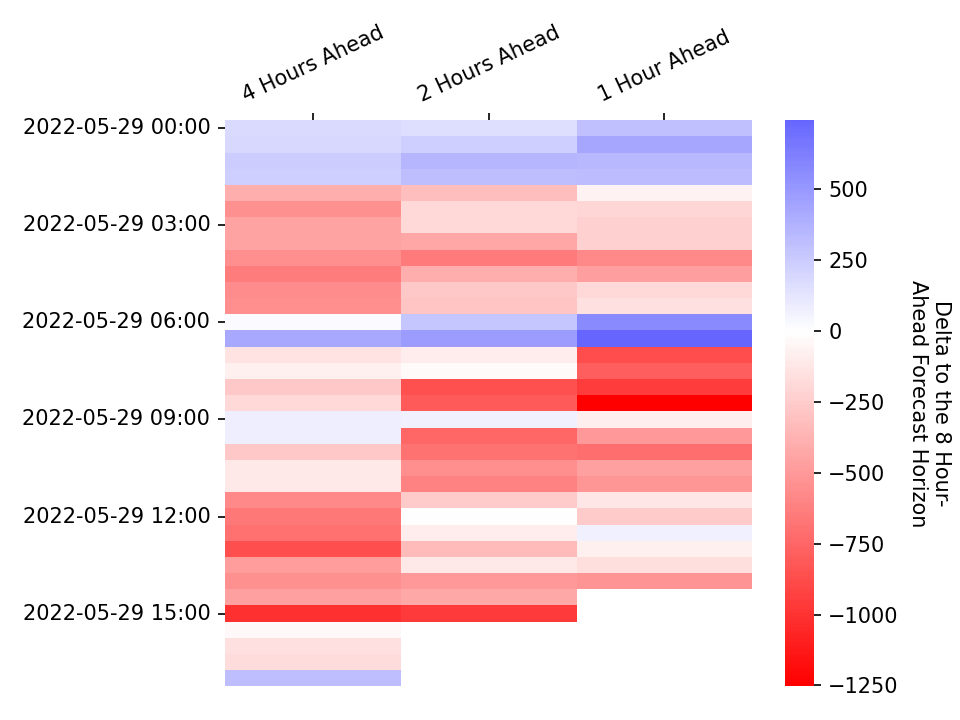 4 Hours Ahead
2 Hours Ahead
1 Hour Ahead
2022-05-29 00:00
2022-05-29 03:00
2022-05-29 06:00
2022-05-29 09:00
2022-05-29 12:00
2022-05-29 15:00
500
250
0
−250
−500
−750
−1000
−1250
Delta to the 8 Hour-
Ahead Forecast Horizon